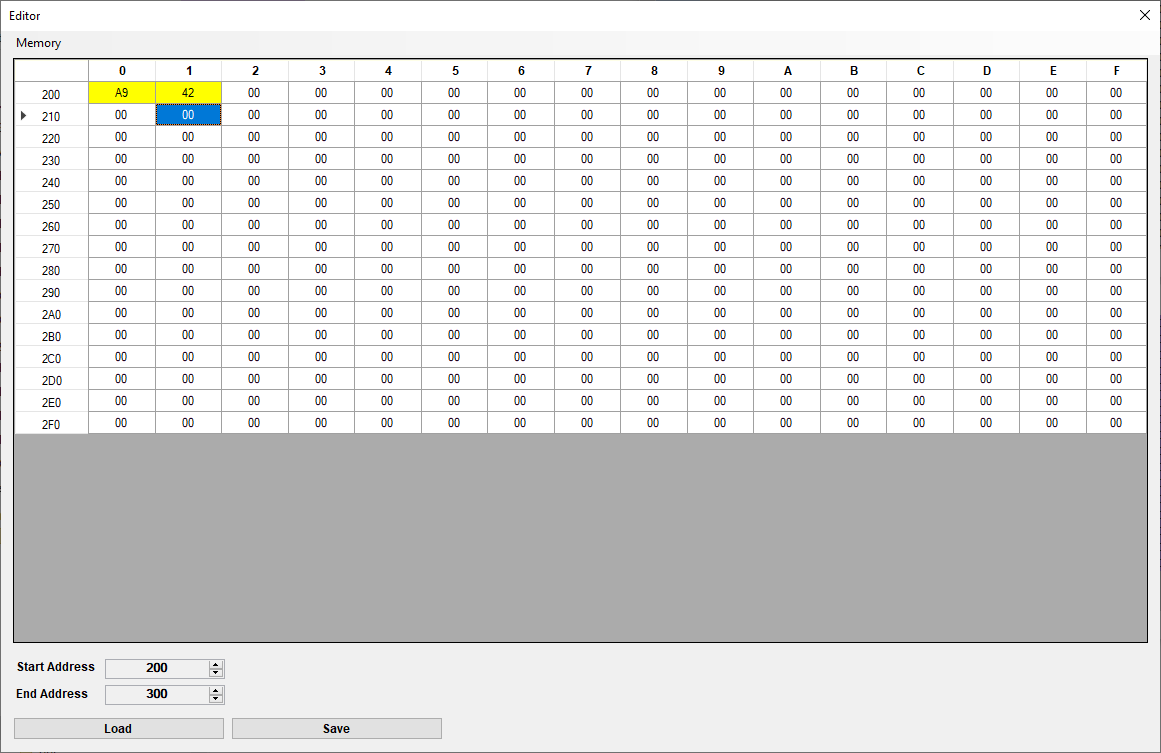 Editor
Memory
0 1 2 3 4 5 6 7 8 9 A B C D E F
200 A9 42 00 00 00 00 00 00 00 00 00 00 00 00 00 00
210 00 00 00 00 00 00 00 00 00 00 00 00 00 00 00 00
220 00 00 00 00 00 00 00 00 00 00 00 00 00 00 00 00
230 00 00 00 00 00 00 00 00 00 00 00 00 00 00 00 00
240 00 00 00 00 00 00 00 00 00 00 00 00 00 00 00 00
250 00 00 00 00 00 00 00 00 00 00 00 00 00 00 00 00
260 00 00 00 00 00 00 00 00 00 00 00 00 00 00 00 00
270 00 00 00 00 00 00 00 00 00 00 00 00 00 00 00 00
280 00 00 00 00 00 00 00 00 00 00 00 00 00 00 00 00
290 00 00 00 00 00 00 00 00 00 00 00 00 00 00 00 00
2A0 00 00 00 00 00 00 00 00 00 00 00 00 00 00 00 00
2B0 00 00 00 00 00 00 00 00 00 00 00 00 00 00 00 00
2C0 00 00 00 00 00 00 00 00 00 00 00 00 00 00 00 00
2D0 00 00 00 00 00 00 00 00 00 00 00 00 00 00 00 00
2E0 00 00 00 00 00 00 00 00 00 00 00 00 00 00 00 00
2F0 00 00 00 00 00 00 00 00 00 00 00 00 00 00 00 00
Start Address 200
End Address 300
Load Save